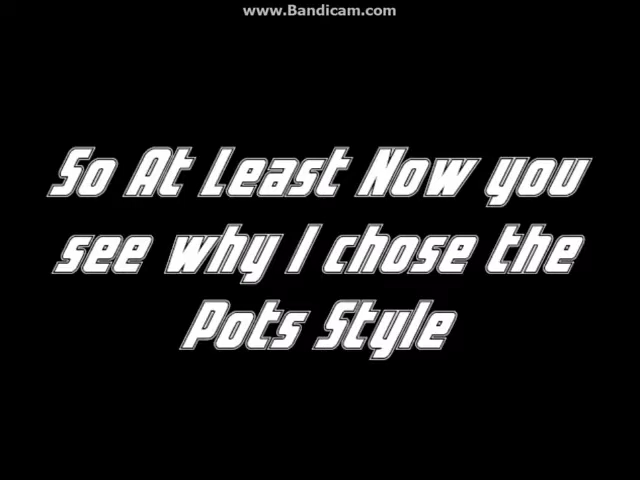 www.Bandicam.com
So At Least Now you
see why I chose the
Pots Style